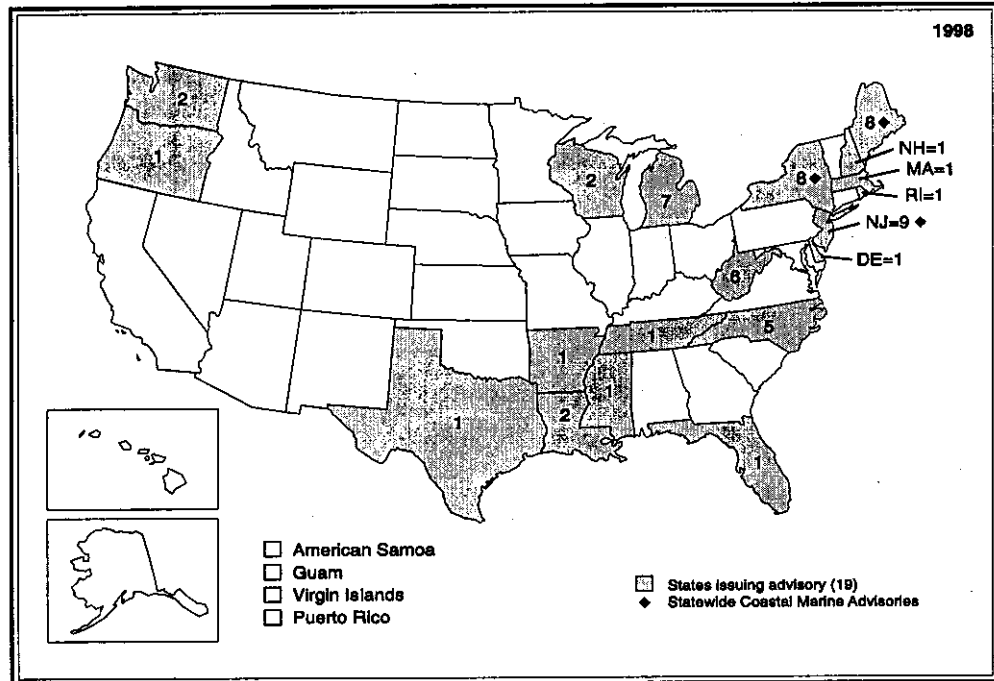 1998
2
1
2
7
8 ◆
8 ◆
NH=1
MA=1
RI=1
NJ=9 ◆
DE=1
6
1
5
1
1
1
2
1
American Samoa
Guam
Virgin Islands
Puerto Rico
States issuing advisory (19)
◆ Statewide Coastal Marine Advisories